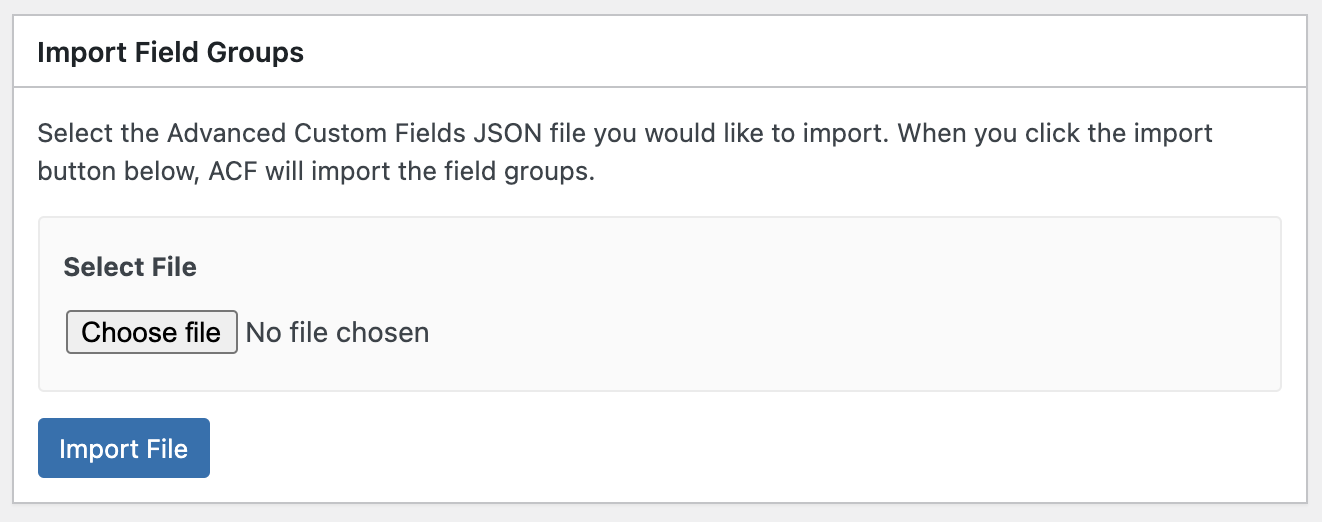 Import Field Groups
Select the Advanced Custom Fields JSON file you would like to import. When you click the import
button below, ACF will import the field groups.
Select File
Choose file No file chosen
Import File